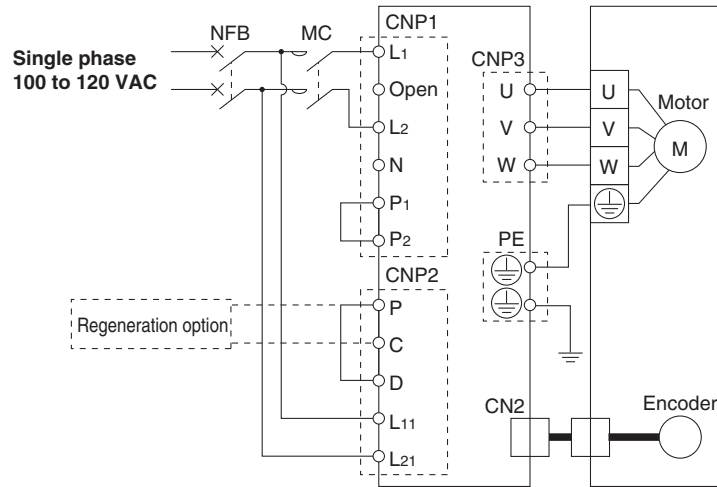 NFB MC CNP1
Single phase
100 to 120 VAC
L1
Open
L2
N
P1
P2
CNP2
Regeneration option
P
C
D
L11
L21
CNP3
U
V
W
PE
CN2
U
V
W
Motor
M
Encoder